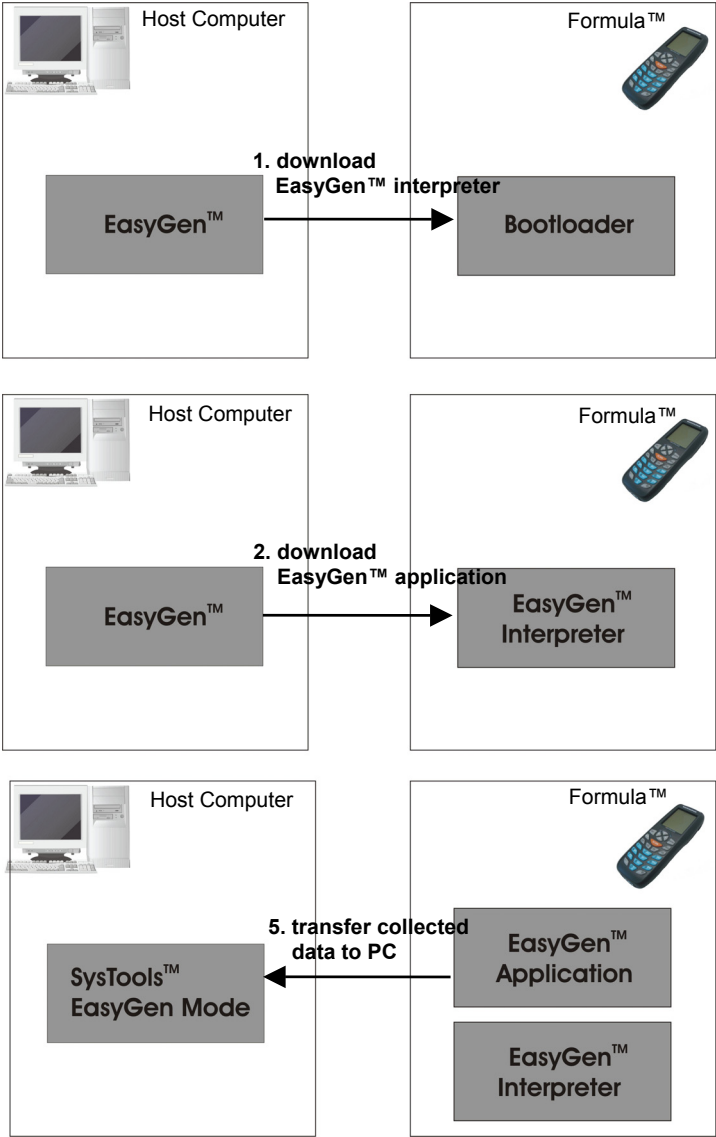 Host Computer
Formula™
1. download
EasyGen™ interpreter
EasyGen™
Bootloader
Host Computer
Formula™
2. download
EasyGen™ application
EasyGen™
EasyGen™
Interpreter
Host Computer
Formula™
5. transfer collected
data to PC
SysTools™
EasyGen Mode
EasyGen™
Application
EasyGen™
Interpreter